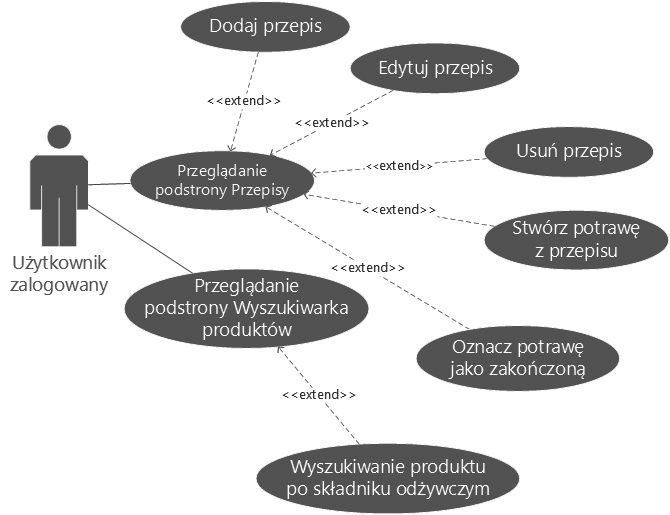 Dodaj przepis
Edytuj przepis
<<extend>>
<<extend>>
Usuń przepis
<<extend>>
Przeglądanie
podstrony Przepisy
<<extend>>
Stwórz potrawę
z przepisu
Użytkownik
zalogowany
<<extend>>
Przeglądanie
podstrony Wyszukiwarka
produktów
Oznacz potrawę
jako zakończoną
<<extend>>
Wyszukiwanie produktu
po składniku odżywczym